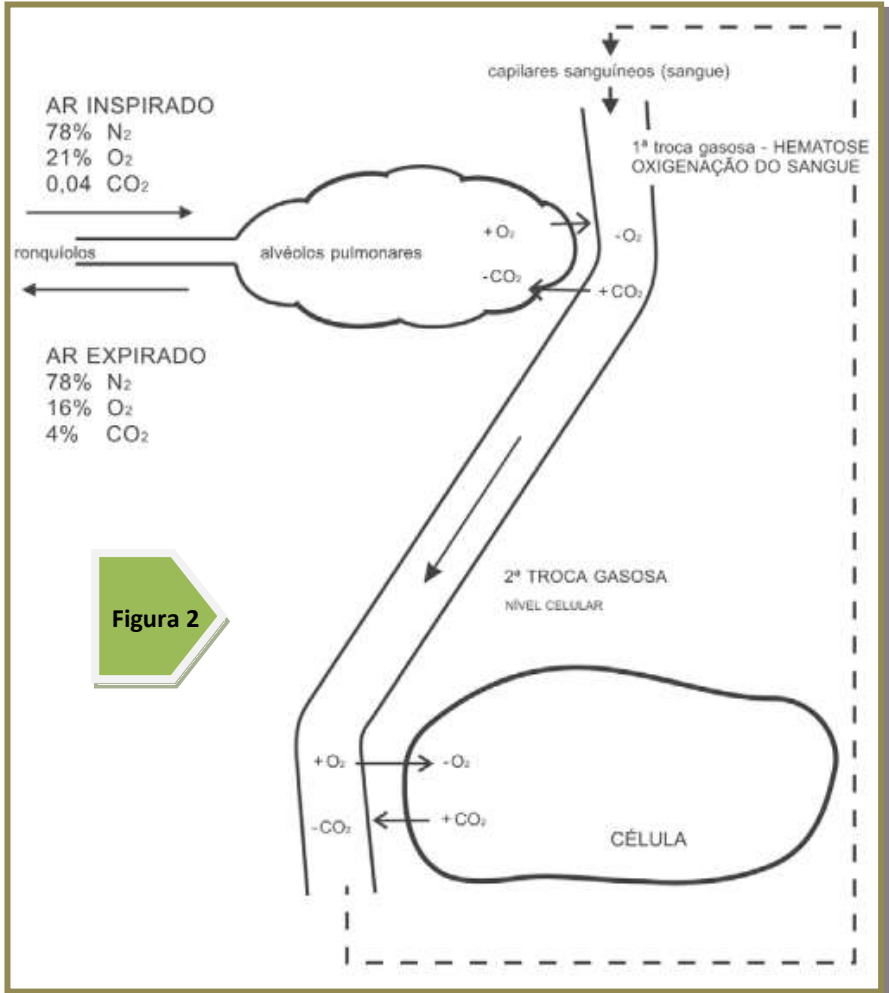 capilares sanguíneos (sangue)
AR INSPIRADO
78% N₂
21% O₂
0,04 CO₂
1ª troca gasosa - HEMATOSE
OXIGENAÇÃO DO SANGUE
ronquíolos
alvéolos pulmonares
+O₂
-O₂
-CO₂
+CO₂
AR EXPIRADO
78% N₂
16% O₂
4% CO₂
2ª TROCA GASOSA
NÍVEL CELULAR
Figura 2
+O₂
-O₂
-CO₂
+CO₂
CÉLULA